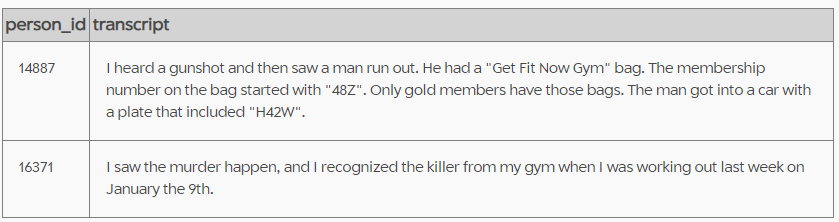 person_id transcript
14887 I heard a gunshot and then saw a man run out. He had a "Get Fit Now Gym" bag. The membership
number on the bag started with "48Z". Only gold members have those bags. The man got into a car with
a plate that included "H42W".
16371 I saw the murder happen, and I recognized the killer from my gym when I was working out last week on
January the 9th.